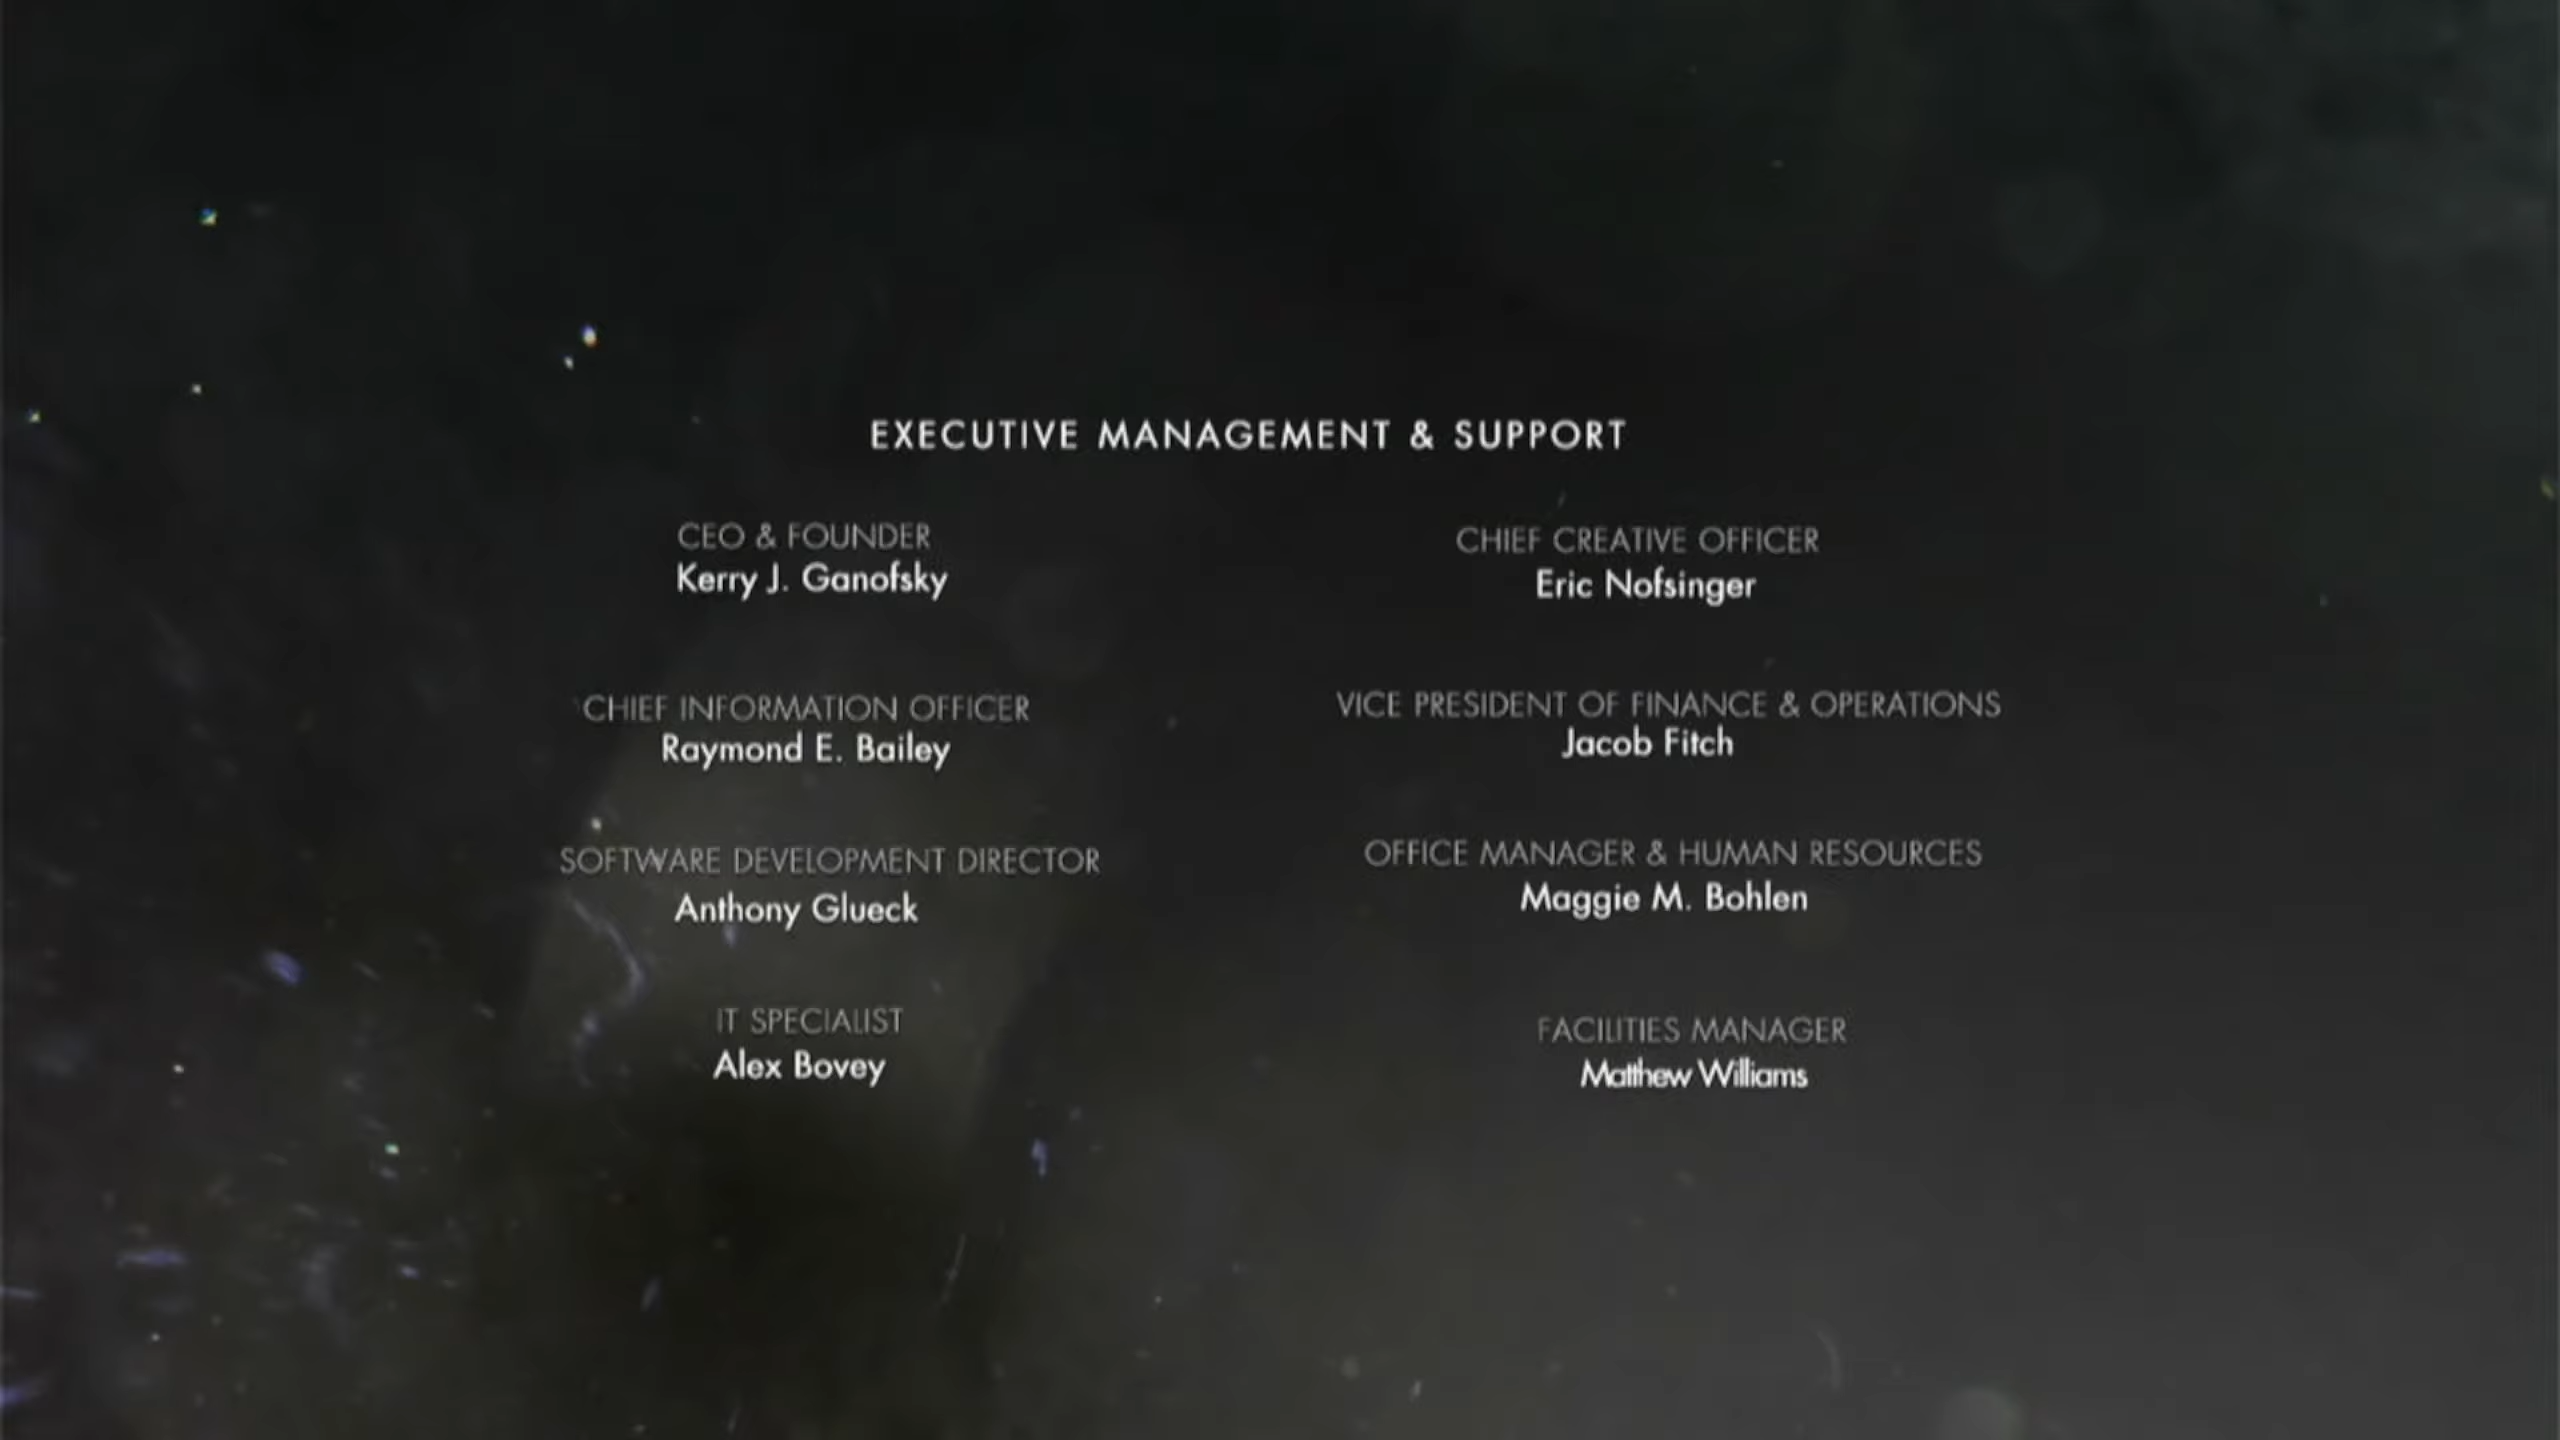 EXECUTIVE MANAGEMENT & SUPPORT
CEO & FOUNDER
Kerry J. Ganofsky
CHIEF CREATIVE OFFICER
Eric Nofsinger
CHIEF INFORMATION OFFICER
Raymond E. Bailey
VICE PRESIDENT OF FINANCE & OPERATIONS
Jacob Fitch
SOFTWARE DEVELOPMENT DIRECTOR
Anthony Glueck
OFFICE MANAGER & HUMAN RESOURCES
Maggie M. Bohlen
IT SPECIALIST
Alex Bovey
FACILITIES MANAGER
Matthew Williams